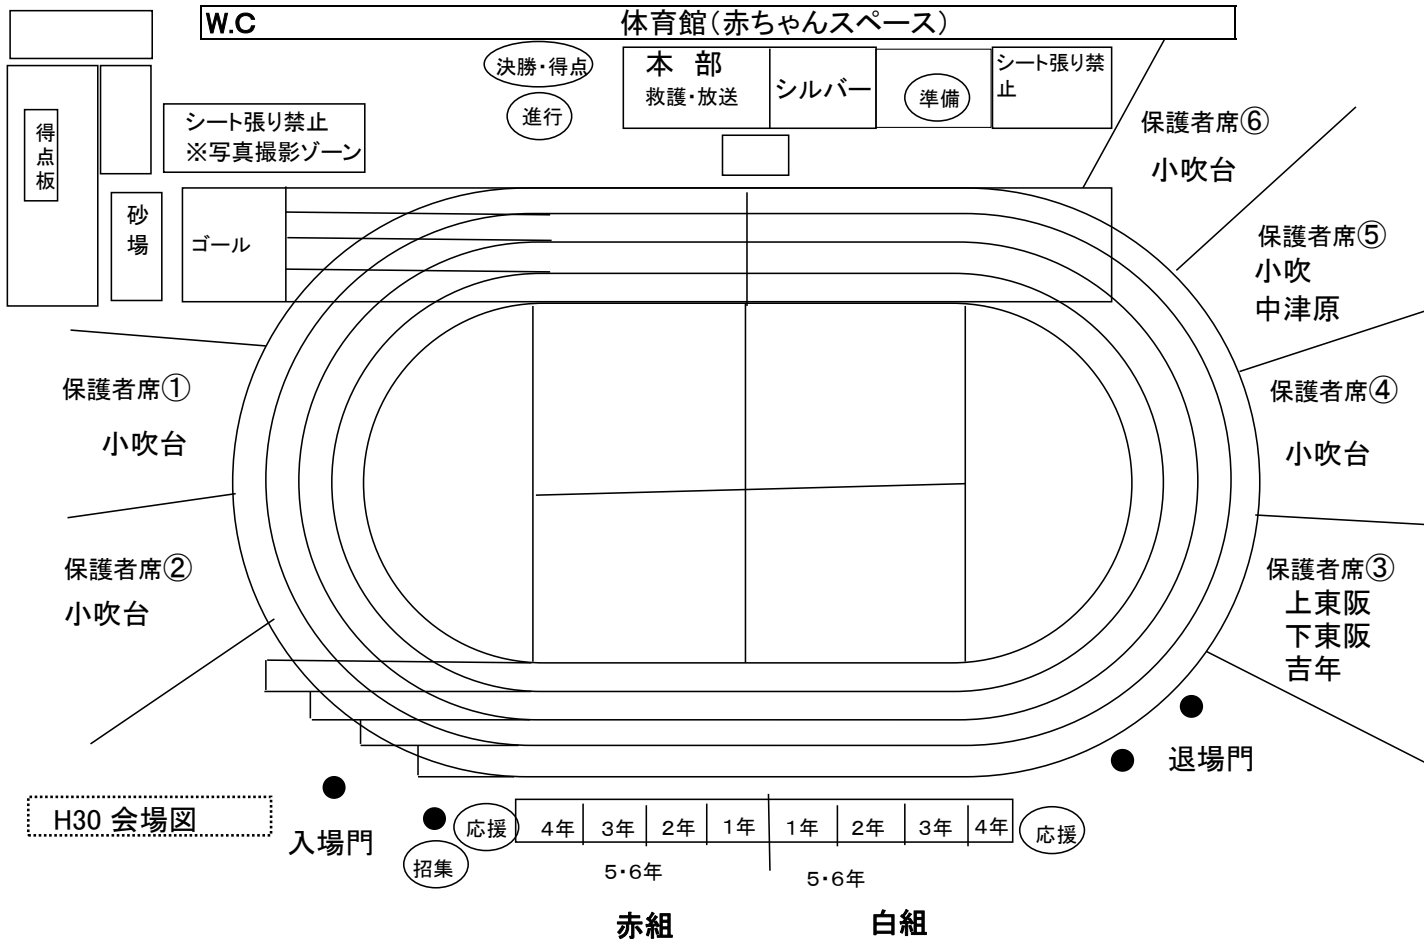 W.C 体育館(赤ちゃんスペース)
決勝・得点
進行
本 部
救護・放送
シルバー
準備
シート張り禁
止
得
点
板
シート張り禁止
※写真撮影ゾーン
砂
場
ゴール
保護者席⑥
小吹台
保護者席⑤
小吹
中津原
保護者席①
小吹台
保護者席④
小吹台
保護者席②
小吹台
保護者席③
上東阪
下東阪
吉年
退場門
H30 会場図
入場門
招集
応援
4年 3年 2年 1年 1年 2年 3年 4年
応援
5・6年 5・6年
赤組 白組